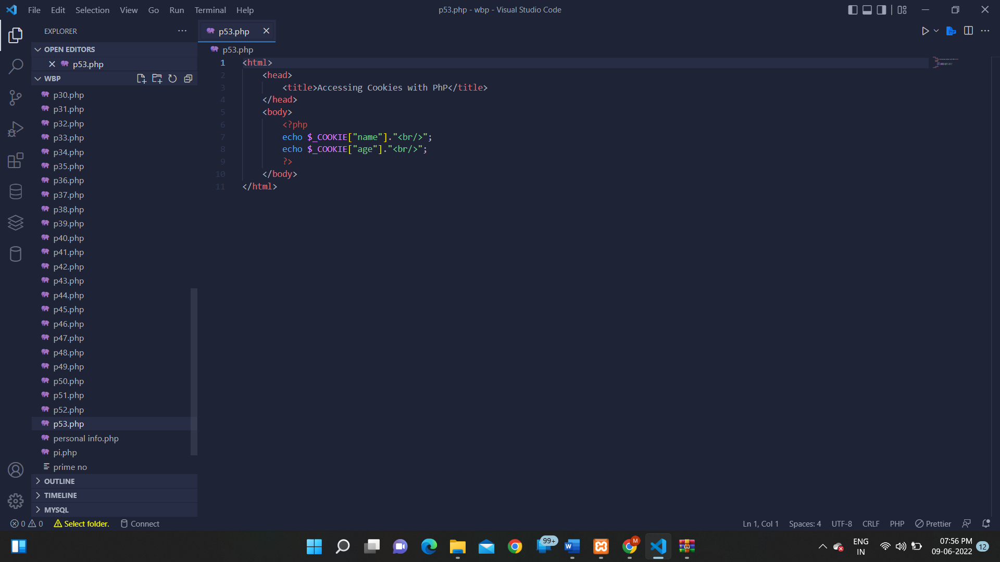 File Edit Selection View Go Run Terminal Help
p53.php - wbp - Visual Studio Code
EXPLORER
OPEN EDITORS
p53.php
WBP
p30.php
p31.php
p32.php
p33.php
p34.php
p35.php
p36.php
p37.php
p38.php
p39.php
p40.php
p41.php
p42.php
p43.php
p44.php
p45.php
p46.php
p47.php
p48.php
p49.php
p50.php
p51.php
p52.php
p53.php
personal info.php
pi.php
prime no
OUTLINE
TIMELINE
MYSQL
p53.php
p53.php
1 <html>
2 <head>
3 <title>Accessing Cookies with PhP</title>
4 </head>
5 <body>
6 <?php
7 echo $_COOKIE["name"]."<br/>";
8 echo $_COOKIE["age"]."<br/>";
9 ?>
10 </body>
11 </html>
0 0 Select folder. Connect
Ln 1, Col 1 Spaces: 4 UTF-8 CRLF PHP Prettier
99+
W
M
ENG
IN
07:56 PM
09-06-2022
12